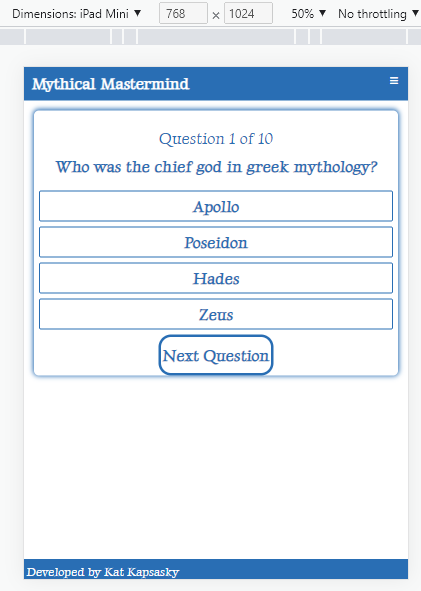 Dimensions: iPad Mini ▼ 768 × 1024 50% ▼ No throttling ▼
Mythical Mastermind ≡
Question 1 of 10
Who was the chief god in greek mythology?
Apollo
Poseidon
Hades
Zeus
Next Question
Developed by Kat Kapsasky